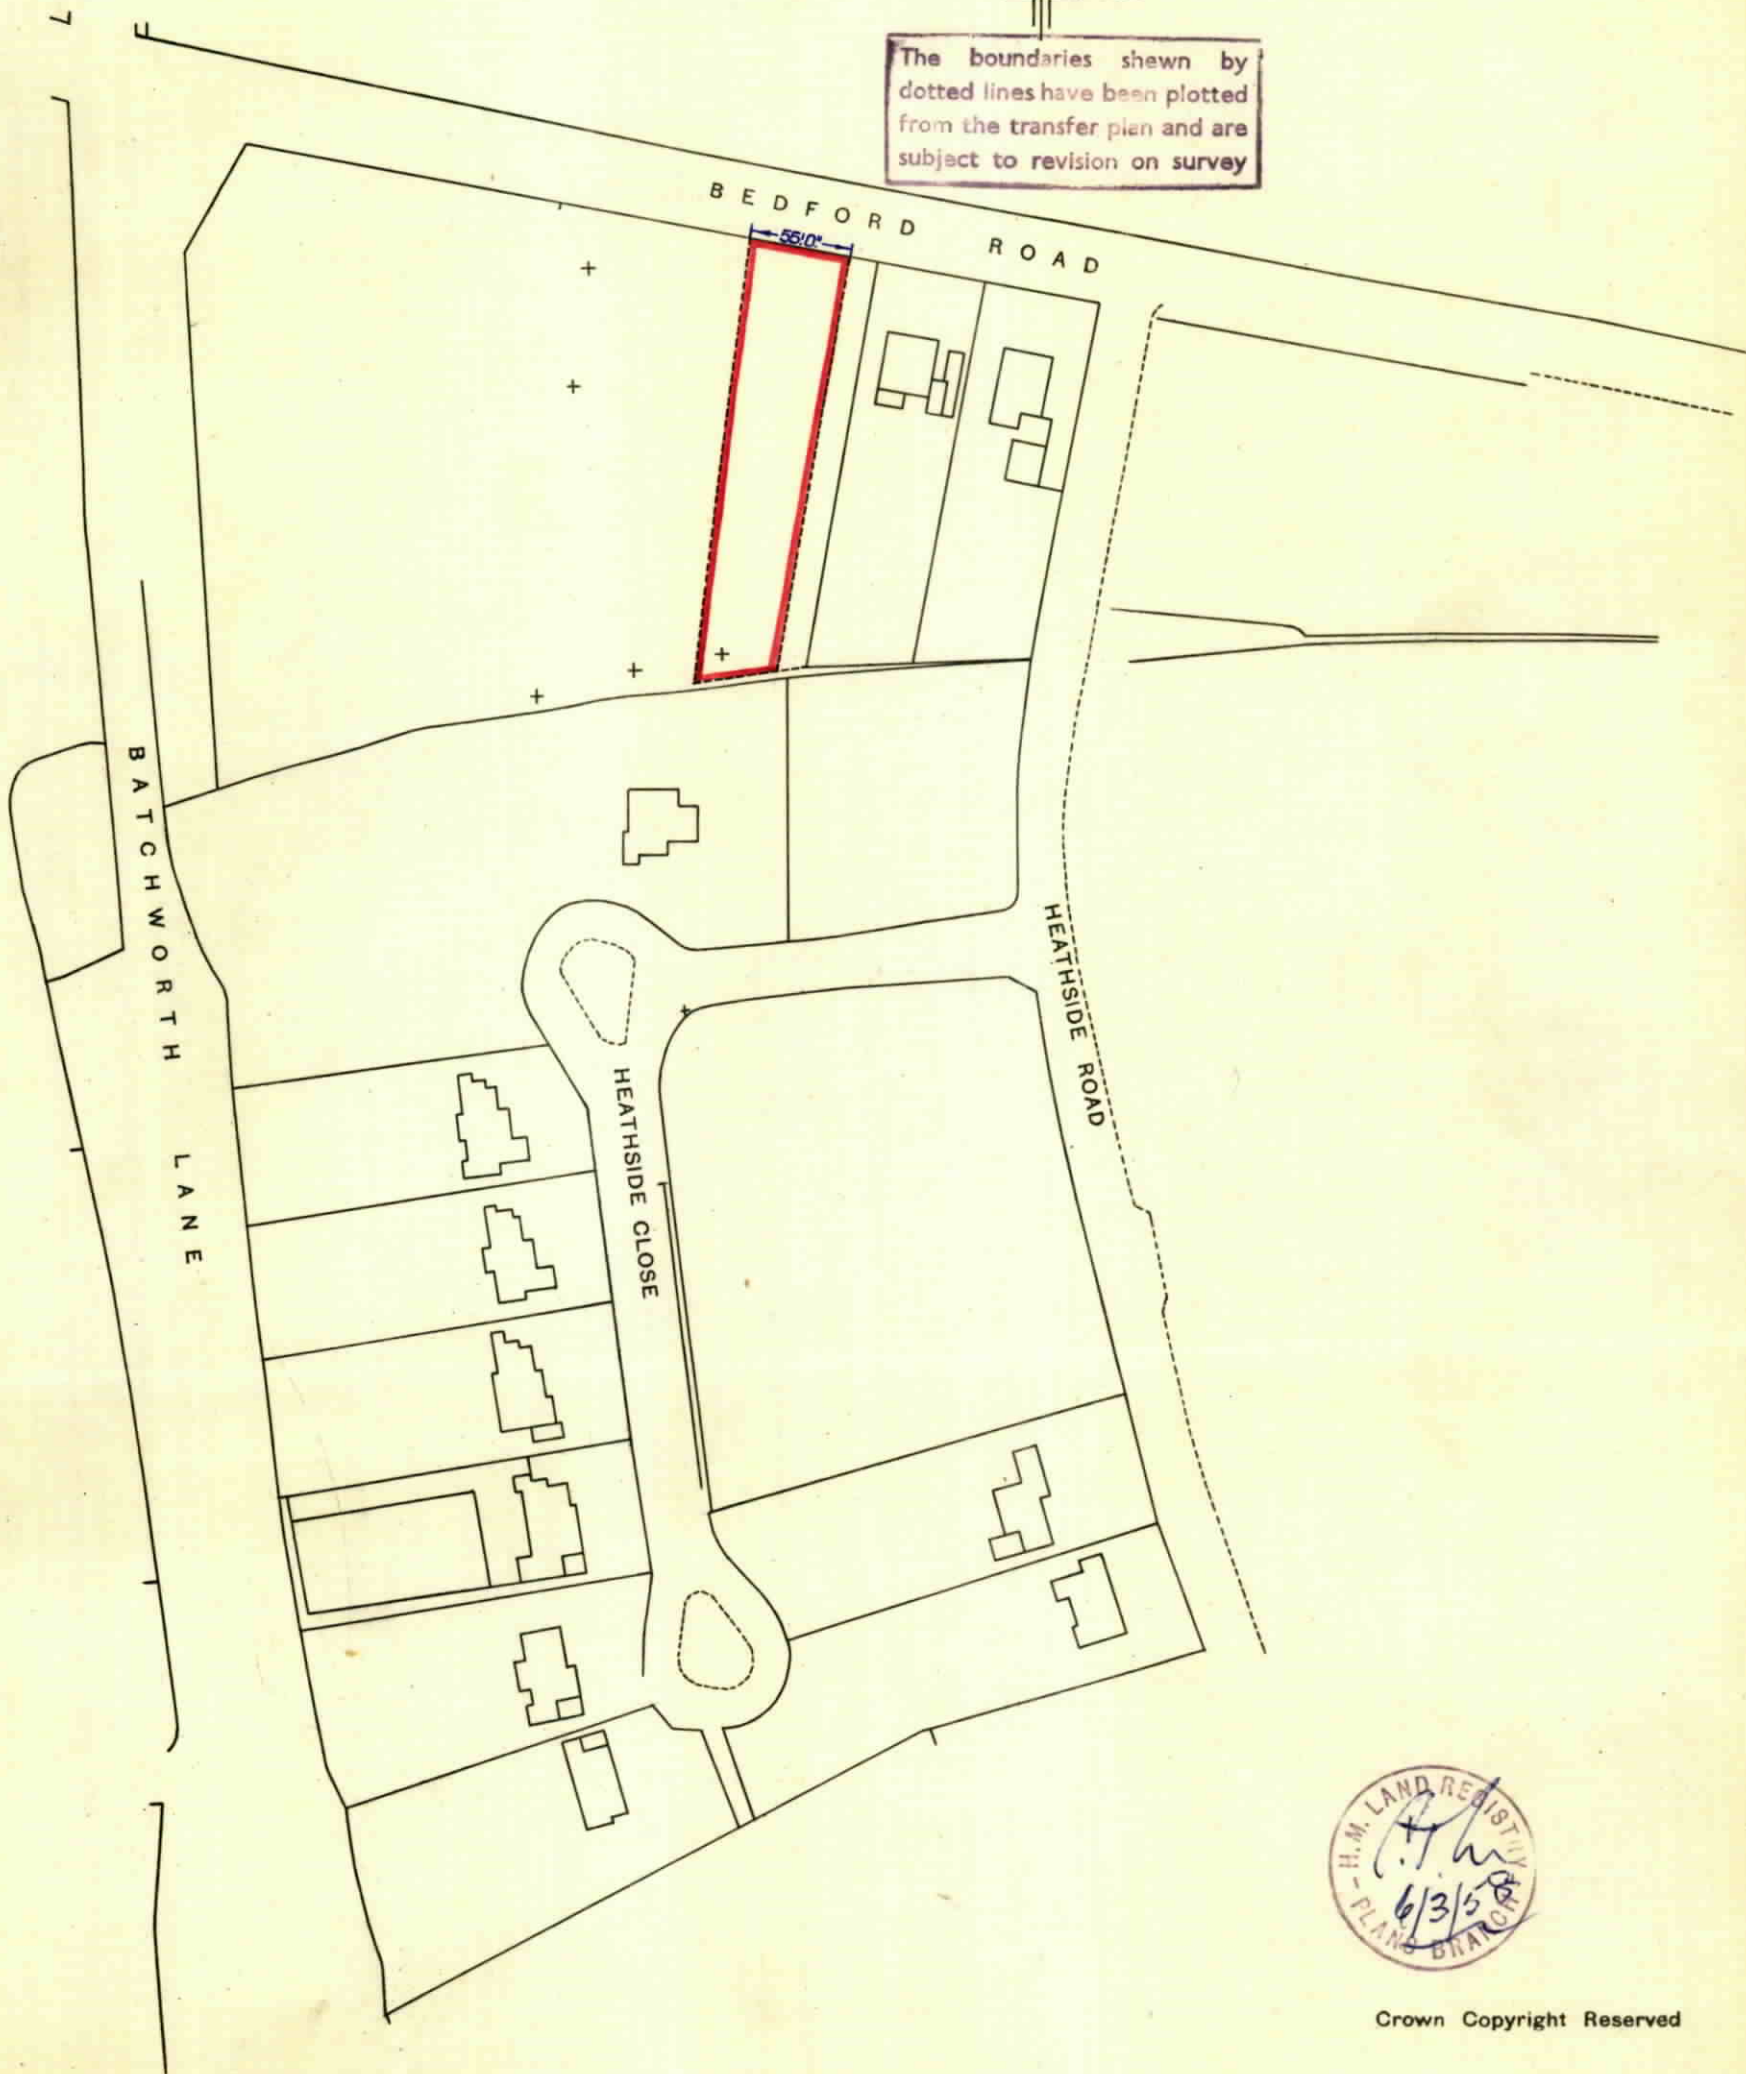 The boundaries shewn by
dotted lines have been plotted
from the transfer plan and are
subject to revision on survey
BEDFORD ROAD
55'.0"
BATCHWORTH LANE
HEATHSIDE ROAD
HEATHSIDE CLOSE
H.M. LAND REGISTRY
6/3/58
- PLANS BRANCH -
Crown Copyright Reserved